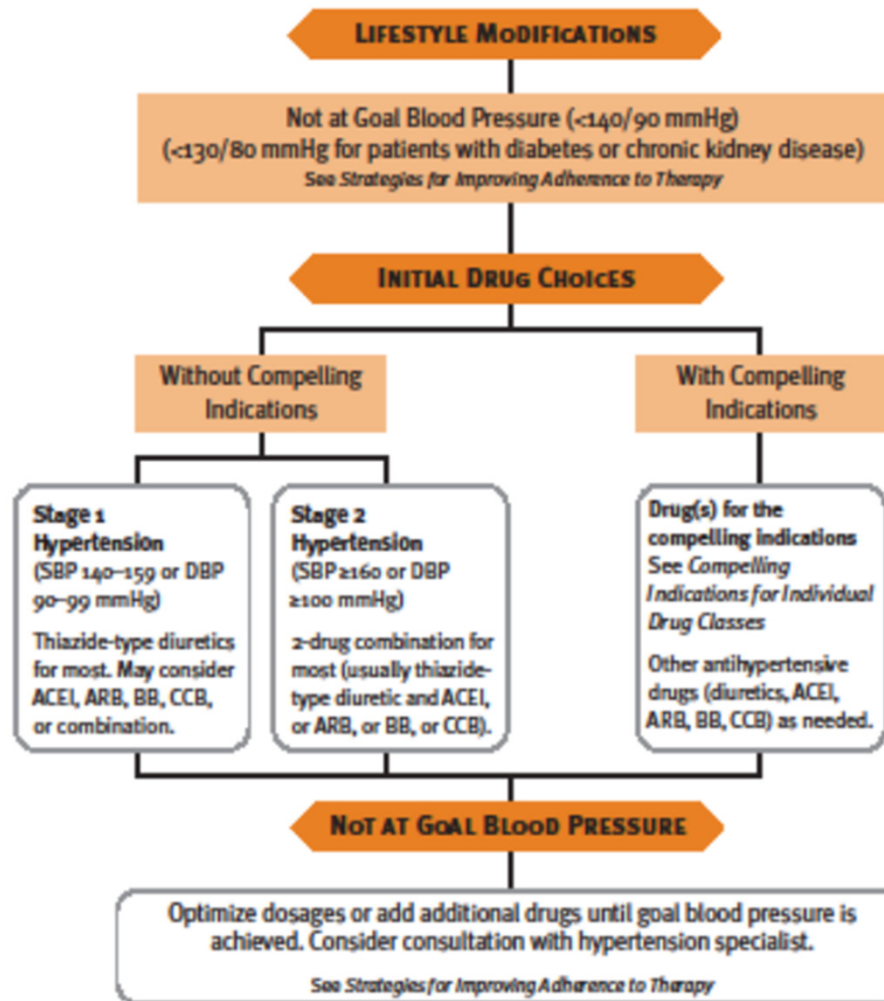 LIFESTYLE MODIFICATIONS
Not at Goal Blood Pressure (<140/90 mmHg)
(<130/80 mmHg for patients with diabetes or chronic kidney disease)
See Strategies for Improving Adherence to Therapy
INITIAL DRUG CHOICES
Without Compelling
Indications
With Compelling
Indications
Stage 1
Hypertension
(SBP 140–159 or DBP
90–99 mmHg)
Thiazide-type diuretics
for most. May consider
ACEI, ARB, BB, CCB,
or combination.
Stage 2
Hypertension
(SBP ≥160 or DBP
≥100 mmHg)
2-drug combination for
most (usually thiazide-
type diuretic and ACEI,
or ARB, or BB, or CCB).
Drug(s) for the
compelling indications
See Compelling
Indications for Individual
Drug Classes
Other antihypertensive
drugs (diuretics, ACEI,
ARB, BB, CCB) as needed.
NOT AT GOAL BLOOD PRESSURE
Optimize dosages or add additional drugs until goal blood pressure is
achieved. Consider consultation with hypertension specialist.
See Strategies for Improving Adherence to Therapy